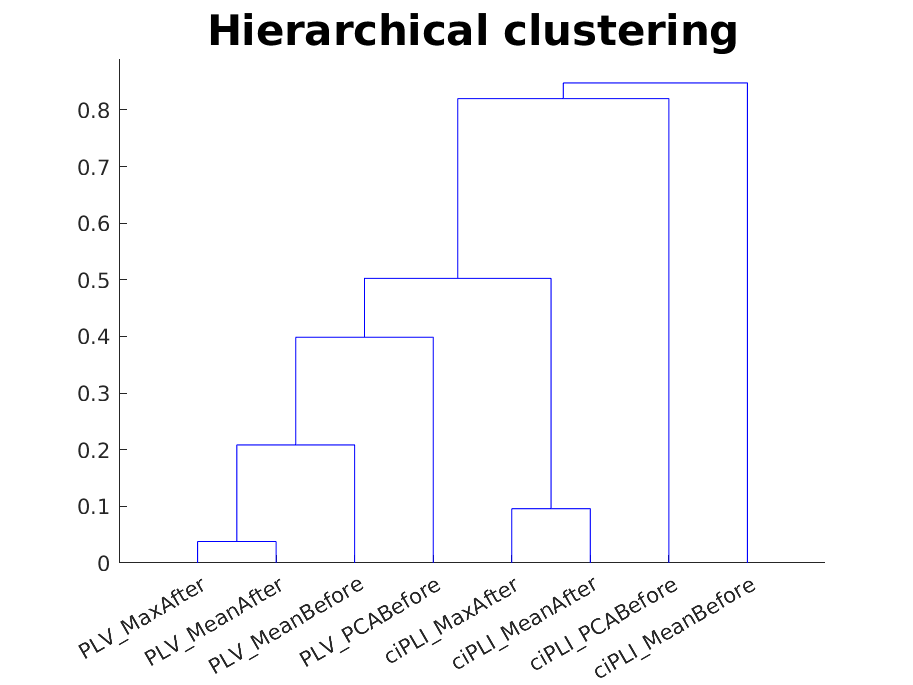 Hierarchical clustering
0.8
0.7
0.6
0.5
0.4
0.3
0.2
0.1
0
PLV_MaxAfter
PLV_MeanAfter
PLV_MeanBefore
PLV_PCABefore
ciPLI_MaxAfter
ciPLI_MeanAfter
ciPLI_PCABefore
ciPLI_MeanBefore